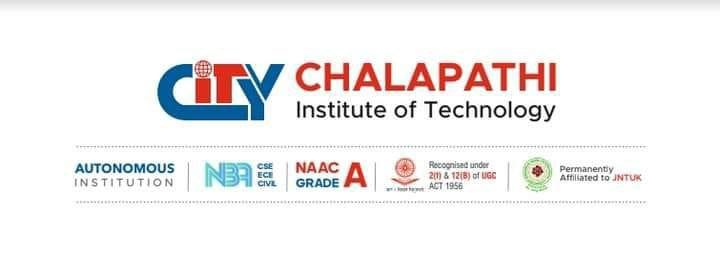 CiTY CHALAPATHI
Institute of Technology
AUTONOMOUS
INSTITUTION
NBA
CSE
ECE
CIVIL
NAAC
GRADE A
Recognised under
2(f) & 12(B) of UGC
ACT 1956
Permanently
Affiliated to JNTUK